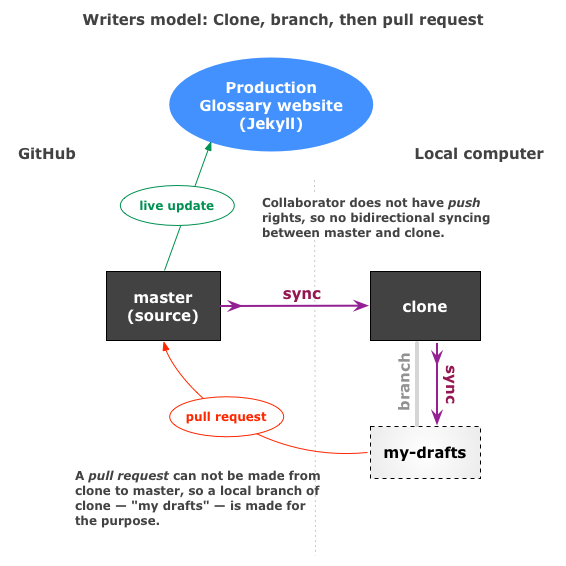 Writers model: Clone, branch, then pull request
Production
Glossary website
(Jekyll)
GitHub
Local computer
live update
Collaborator does not have push
rights, so no bidirectional syncing
between master and clone.
master
(source)
sync
clone
branch
sync
pull request
my-drafts
A pull request can not be made from
clone to master, so a local branch of
clone — "my drafts" — is made for
the purpose.